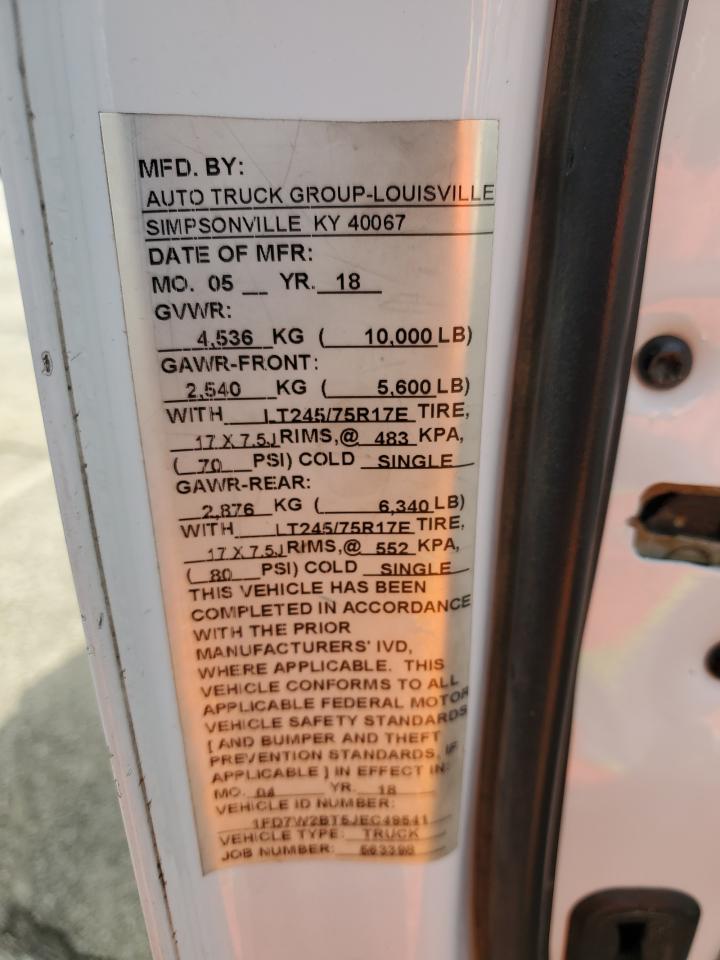 MFD. BY:
AUTO TRUCK GROUP-LOUISVILLE
SIMPSONVILLE KY 40067
DATE OF MFR:
MO. 05 __ YR. 18
GVWR:
4,536 KG ( 10,000 LB)
GAWR-FRONT:
2,540 KG ( 5,600 LB)
WITH LT245/75R17E TIRE,
17 X 7.5J RIMS,@ 483 KPA,
( 70 PSI) COLD SINGLE
GAWR-REAR:
2,876 KG ( 6,340 LB)
WITH LT245/75R17E TIRE,
17 X 7.5J RIMS,@ 552 KPA,
( 80 PSI) COLD SINGLE
THIS VEHICLE HAS BEEN
COMPLETED IN ACCORDANCE
WITH THE PRIOR
MANUFACTURERS' IVD,
WHERE APPLICABLE. THIS
VEHICLE CONFORMS TO ALL
APPLICABLE FEDERAL MOTOR
VEHICLE SAFETY STANDARDS
[ AND BUMPER AND THEFT
PREVENTION STANDARDS, IF
APPLICABLE ] IN EFFECT IN:
MO. 04 YR. 18
VEHICLE ID NUMBER:
VEHICLE TYPE: TRUCK
JOB NUMBER: 563398